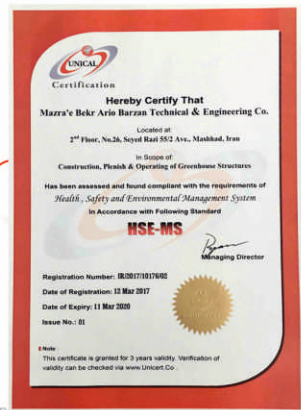 UNICAL
Certification
Hereby Certify That
Mazra'e Bekr Ario Barzan Technical & Engineering Co.
Located at:
2nd Floor, No.26, Seyed Razi 55/2 Ave., Mashhad, Iran
In Scope of:
Construction, Plenish & Operating of Greenhouse Structures
Has been assessed and found compliant with the requirements of
Health , Safety and Environmental Management System
In Accordance with Following Standard
HSE-MS
Managing Director
Registration Number: IR/2017/10176/02
Date of Registration: 12 Mar 2017
Date of Expiry: 11 Mar 2020
Issue No.: 01
Note :
This certificate is granted for 3 years validity. Verification of
validity can be checked via www.Unicert.Co .